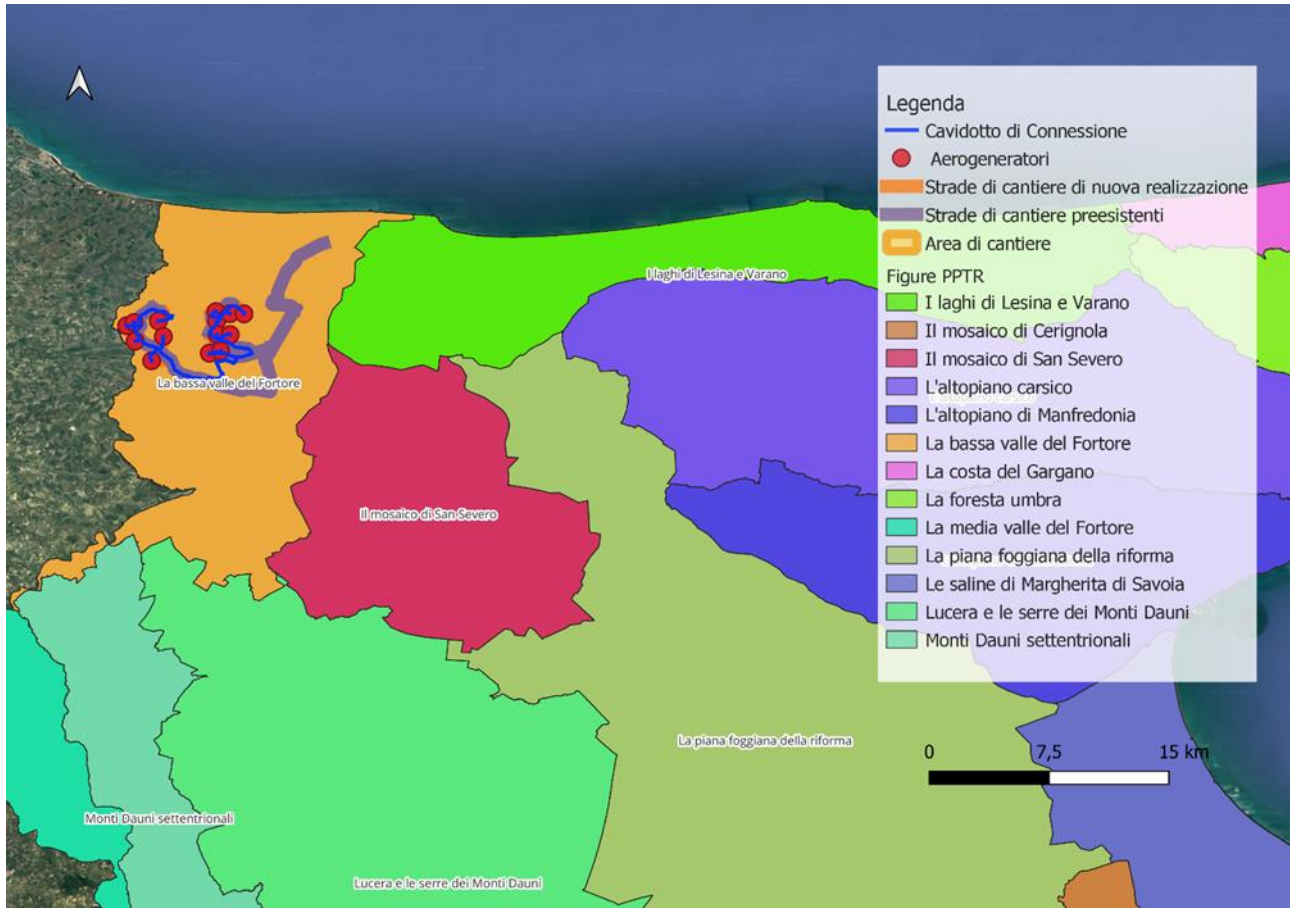 Legenda
Cavidotto di Connessione
Aerogeneratori
Strade di cantiere di nuova realizzazione
Strade di cantiere preesistenti
Area di cantiere
Figure PPTR
I laghi di Lesina e Varano
Il mosaico di Cerignola
Il mosaico di San Severo
L'altopiano carsico
L'altopiano di Manfredonia
La bassa valle del Fortore
La costa del Gargano
La foresta umbra
La media valle del Fortore
La piana foggiana della riforma
Le saline di Margherita di Savoia
Lucera e le serre dei Monti Dauni
Monti Dauni settentrionali
I laghi di Lesina e Varano
La bassa valle del Fortore
Il mosaico di San Severo
La piana foggiana della riforma
0 7,5 15 km
Monti Dauni settentrionali
Lucera e le serre dei Monti Dauni